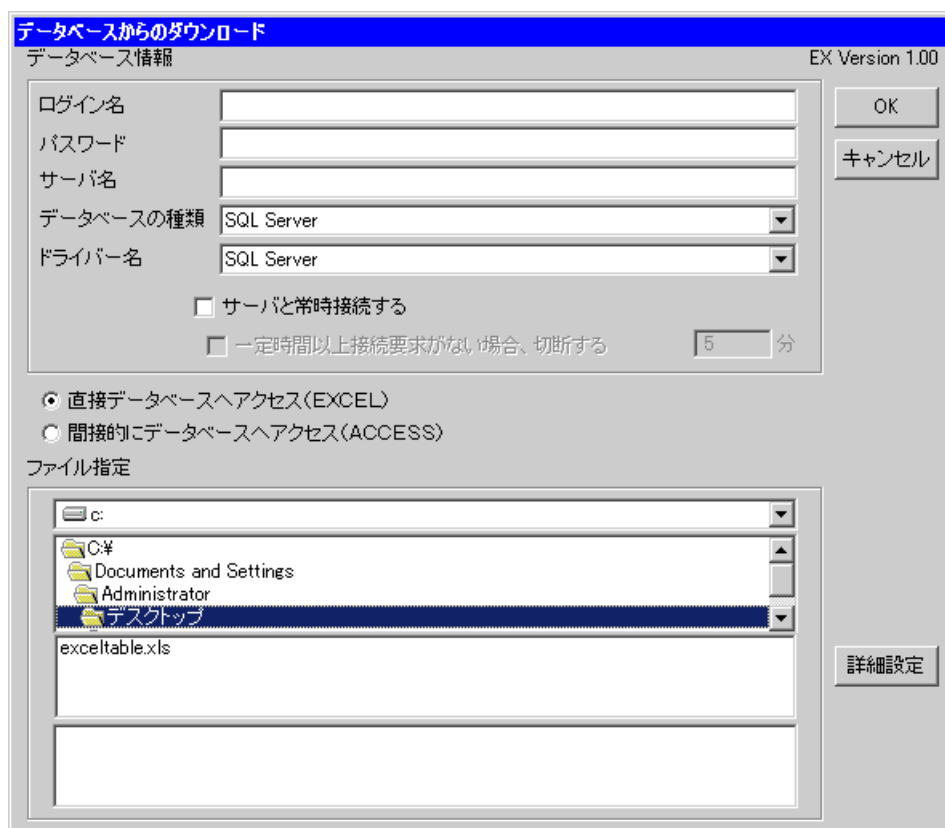 データベースからのダウンロード
データベース情報 EX Version 1.00
ログイン名
OK
パスワード
キャンセル
サーバ名
データベースの種類 SQL Server
ドライバー名 SQL Server
サーバと常時接続する
一定時間以上接続要求がない場合、切断する 5 分
直接データベースへアクセス(EXCEL)
間接的にデータベースへアクセス(ACCESS)
ファイル指定
c:
C:¥
Documents and Settings
Administrator
デスクトップ
exceltable.xls
詳細設定